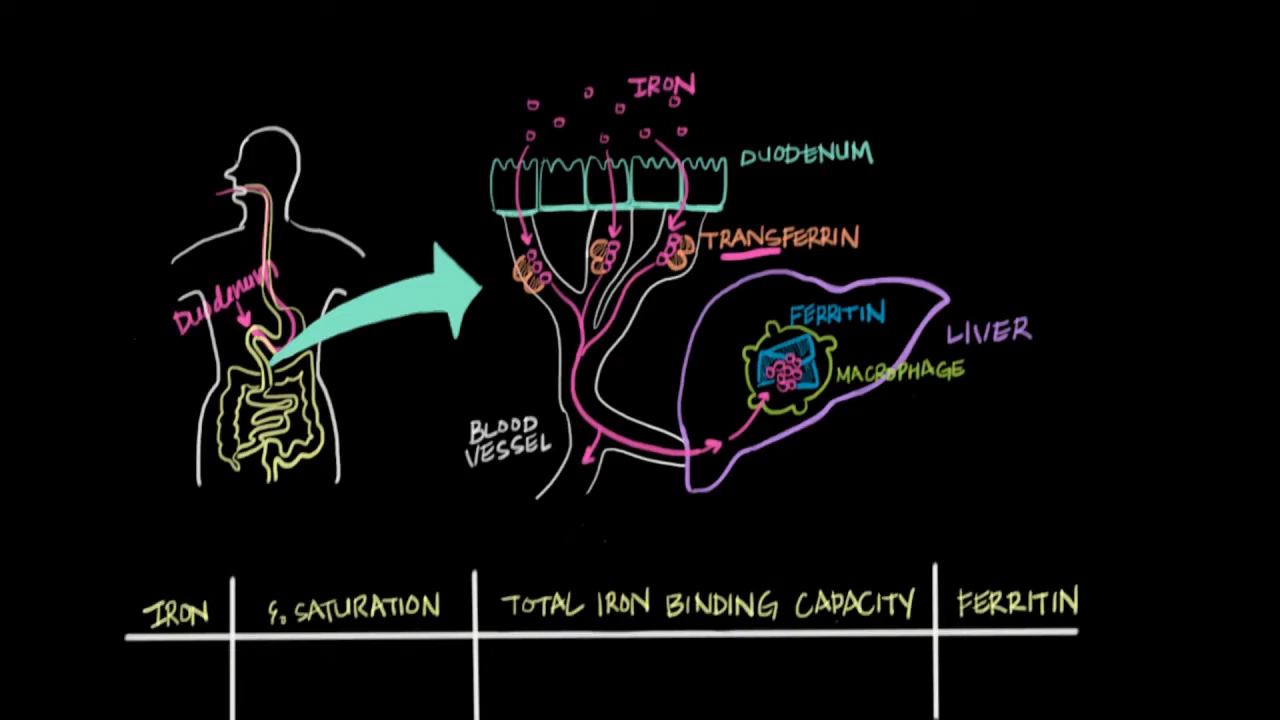 IRON
DUODENUM
TRANSFERRIN
Duodenum
FERRITIN
LIVER
MACROPHAGE
BLOOD
VESSEL
IRON
% SATURATION
TOTAL IRON BINDING CAPACITY
FERRITIN